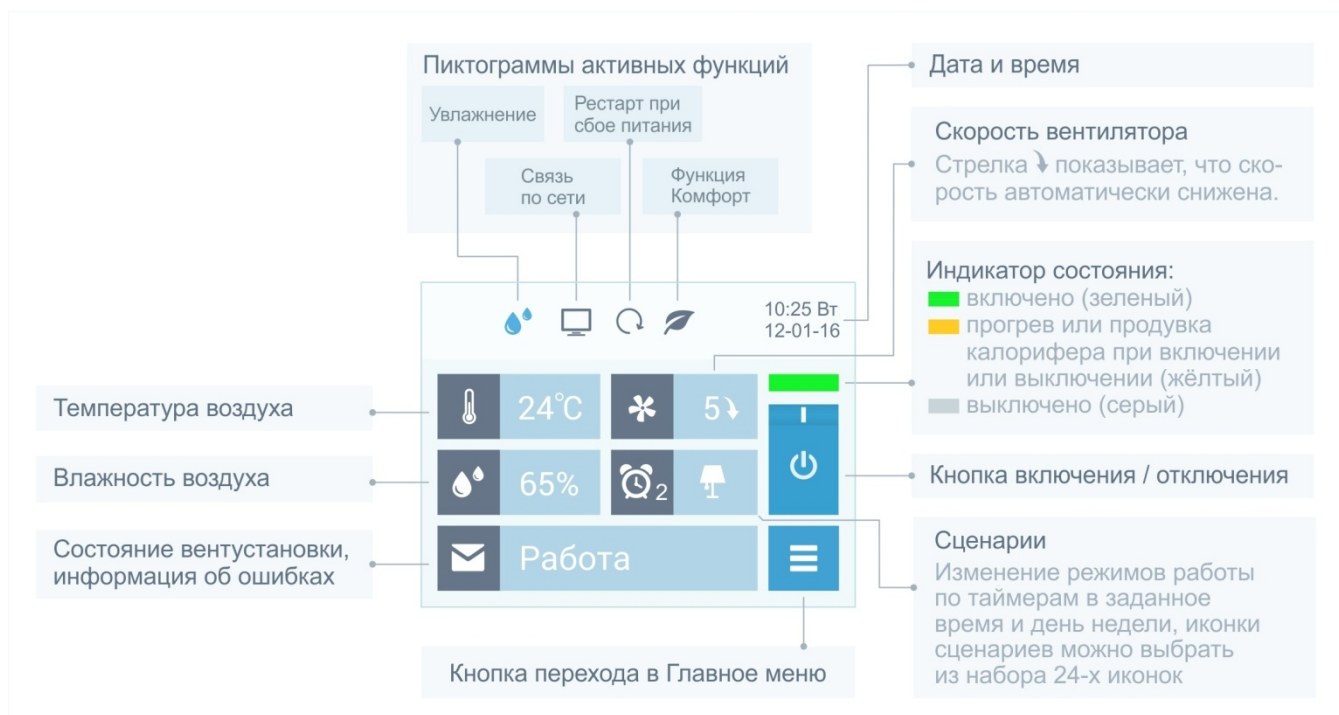 Пиктограммы активных функций
Увлажнение
Рестарт при
сбое питания
Связь
по сети
Функция
Комфорт
Дата и время
Скорость вентилятора
Стрелка показывает, что ско-
рость автоматически снижена.
Индикатор состояния:
включено (зеленый)
прогрев или продувка
калорифера при включении
или выключении (жёлтый)
выключено (серый)
10:25 Вт
12-01-16
24°C
5
65%
2
Работа
Температура воздуха
Влажность воздуха
Состояние вентустановки,
информация об ошибках
Кнопка включения / отключения
Сценарии
Изменение режимов работы
по таймерам в заданное
время и день недели, иконки
сценариев можно выбрать
из набора 24-х иконок
Кнопка перехода в Главное меню